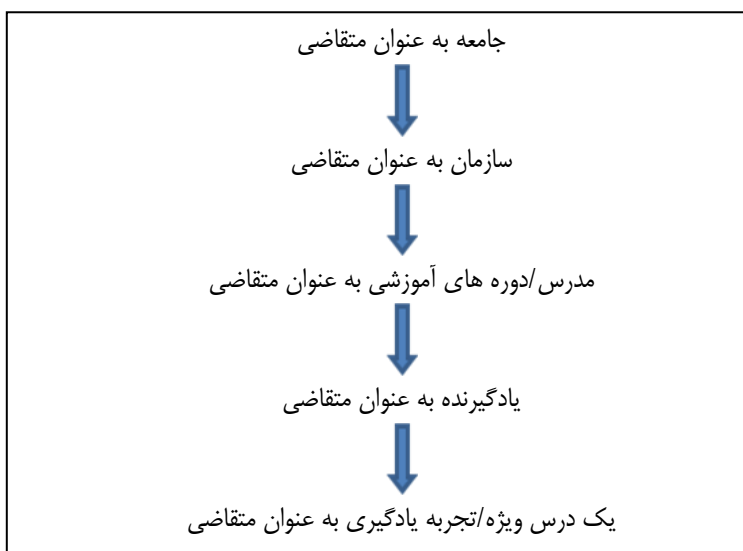 جامعه به عنوان متقاضی
سازمان به عنوان متقاضی
مدرس/دوره های آموزشی به عنوان متقاضی
یادگیرنده به عنوان متقاضی
یک درس ویژه/تجربه یادگیری به عنوان متقاضی